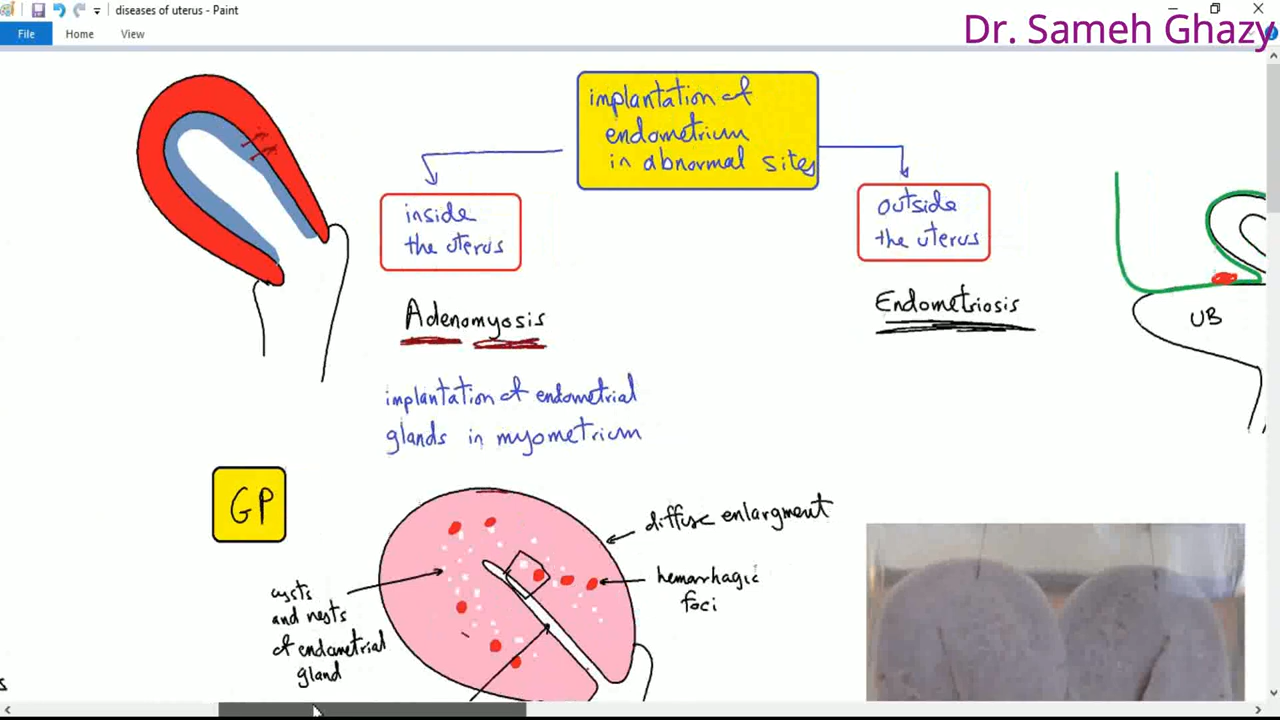 diseases of uterus - Paint
File
Home
View
Dr. Sameh Ghazy
implantation of
endometrium
in abnormal sites
inside
the uterus
outside
the uterus
Adenomyosis
Endometriosis
UB
implantation of endometrial
glands in myometrium
GP
diffuse enlargment
hemarrhagic
foci
cysts
and nests
of endometrial
gland
s